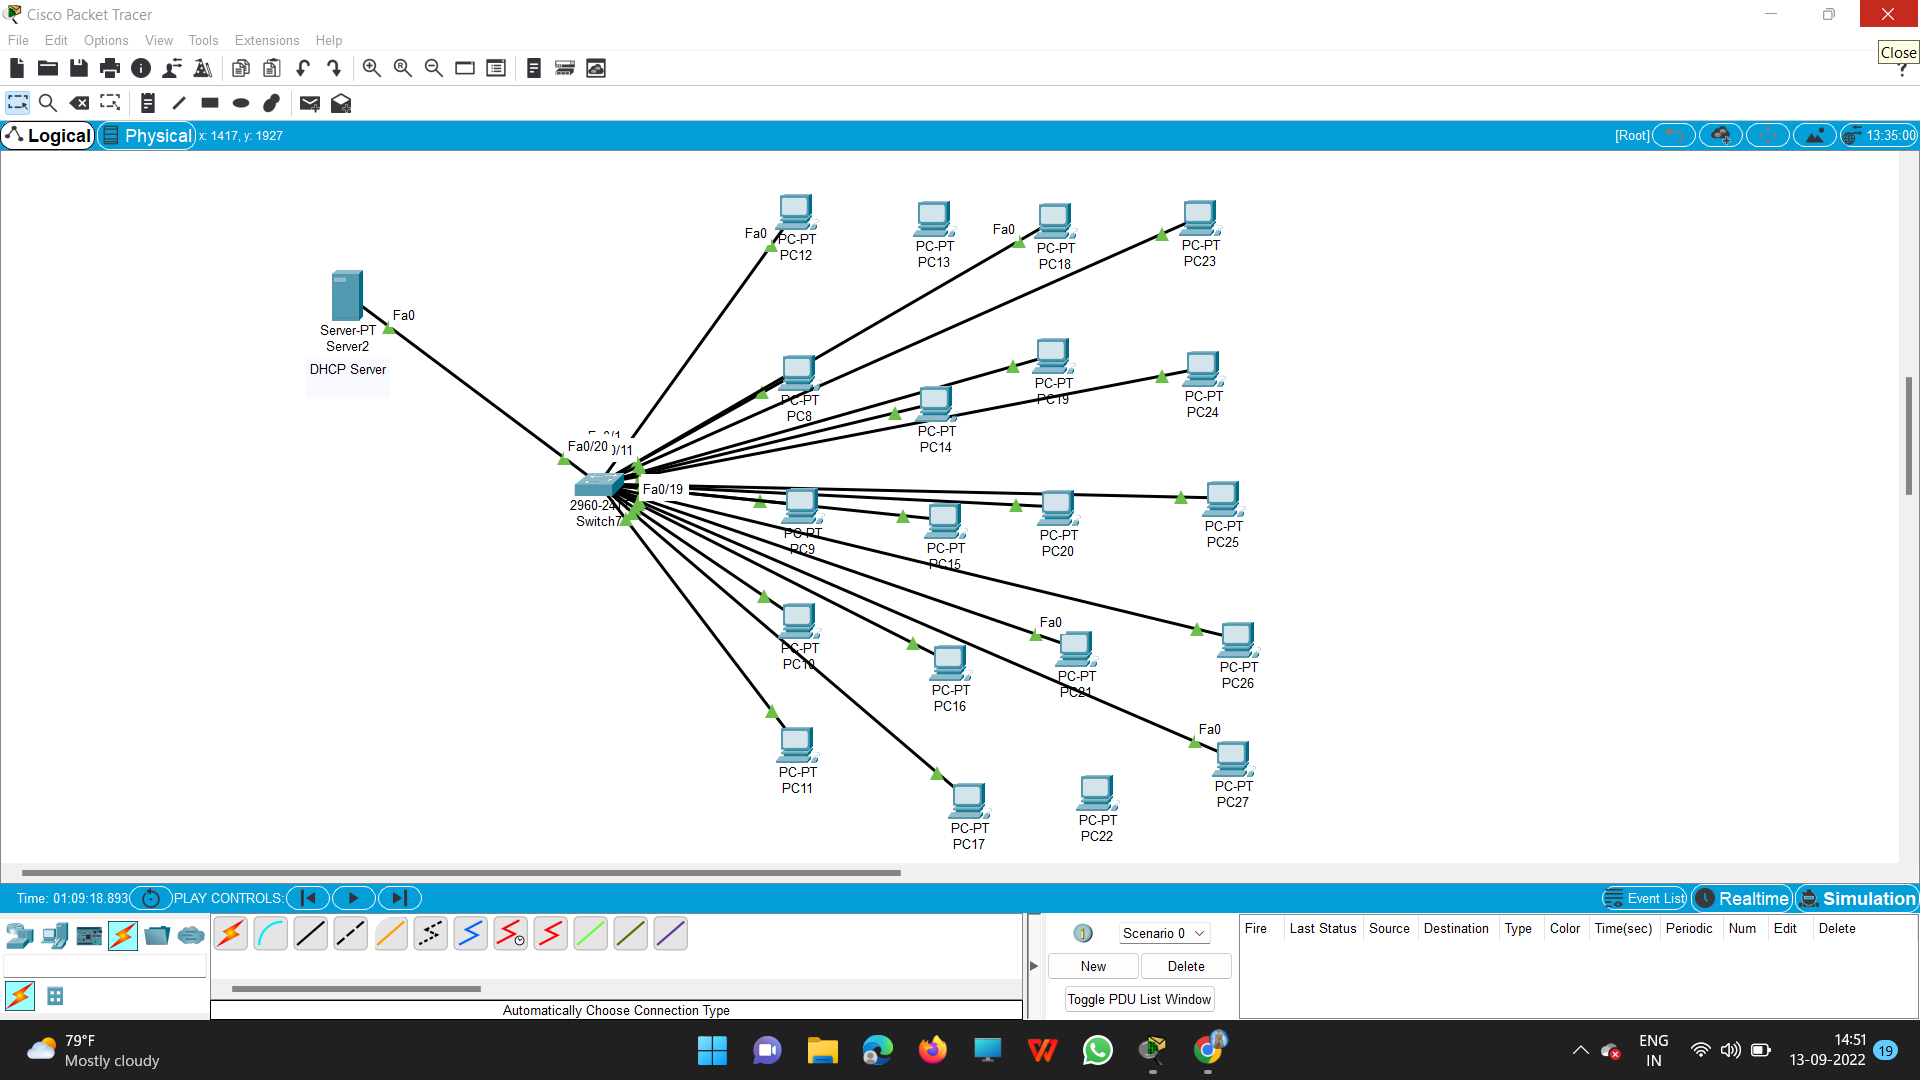 Cisco Packet Tracer
File Edit Options View Tools Extensions Help
Close
?
Logical Physical x: 1417, y: 1927 [Root] 13:35:00
Fa0
PC-PT
PC12
PC-PT
PC13
Fa0
PC-PT
PC18
PC-PT
PC23
Fa0
Server-PT
Server2
DHCP Server
PC-PT
PC8
PC-PT
PC14
PC-PT
PC19
PC-PT
PC24
Fa0/20
Fa0/19
Switch7
PC-PT
PC9
PC-PT
PC15
PC-PT
PC20
PC-PT
PC25
PC-PT
PC10
PC-PT
PC16
Fa0
PC-PT
PC21
PC-PT
PC26
PC-PT
PC11
PC-PT
PC17
PC-PT
PC22
Fa0
PC-PT
PC27
Time: 01:09:18.893 PLAY CONTROLS: Event List Realtime Simulation
Scenario 0
New Delete
Toggle PDU List Window
Fire Last Status Source Destination Type Color Time(sec) Periodic Num Edit Delete
Automatically Choose Connection Type
79°F
Mostly cloudy
ENG
IN
14:51
13-09-2022
19